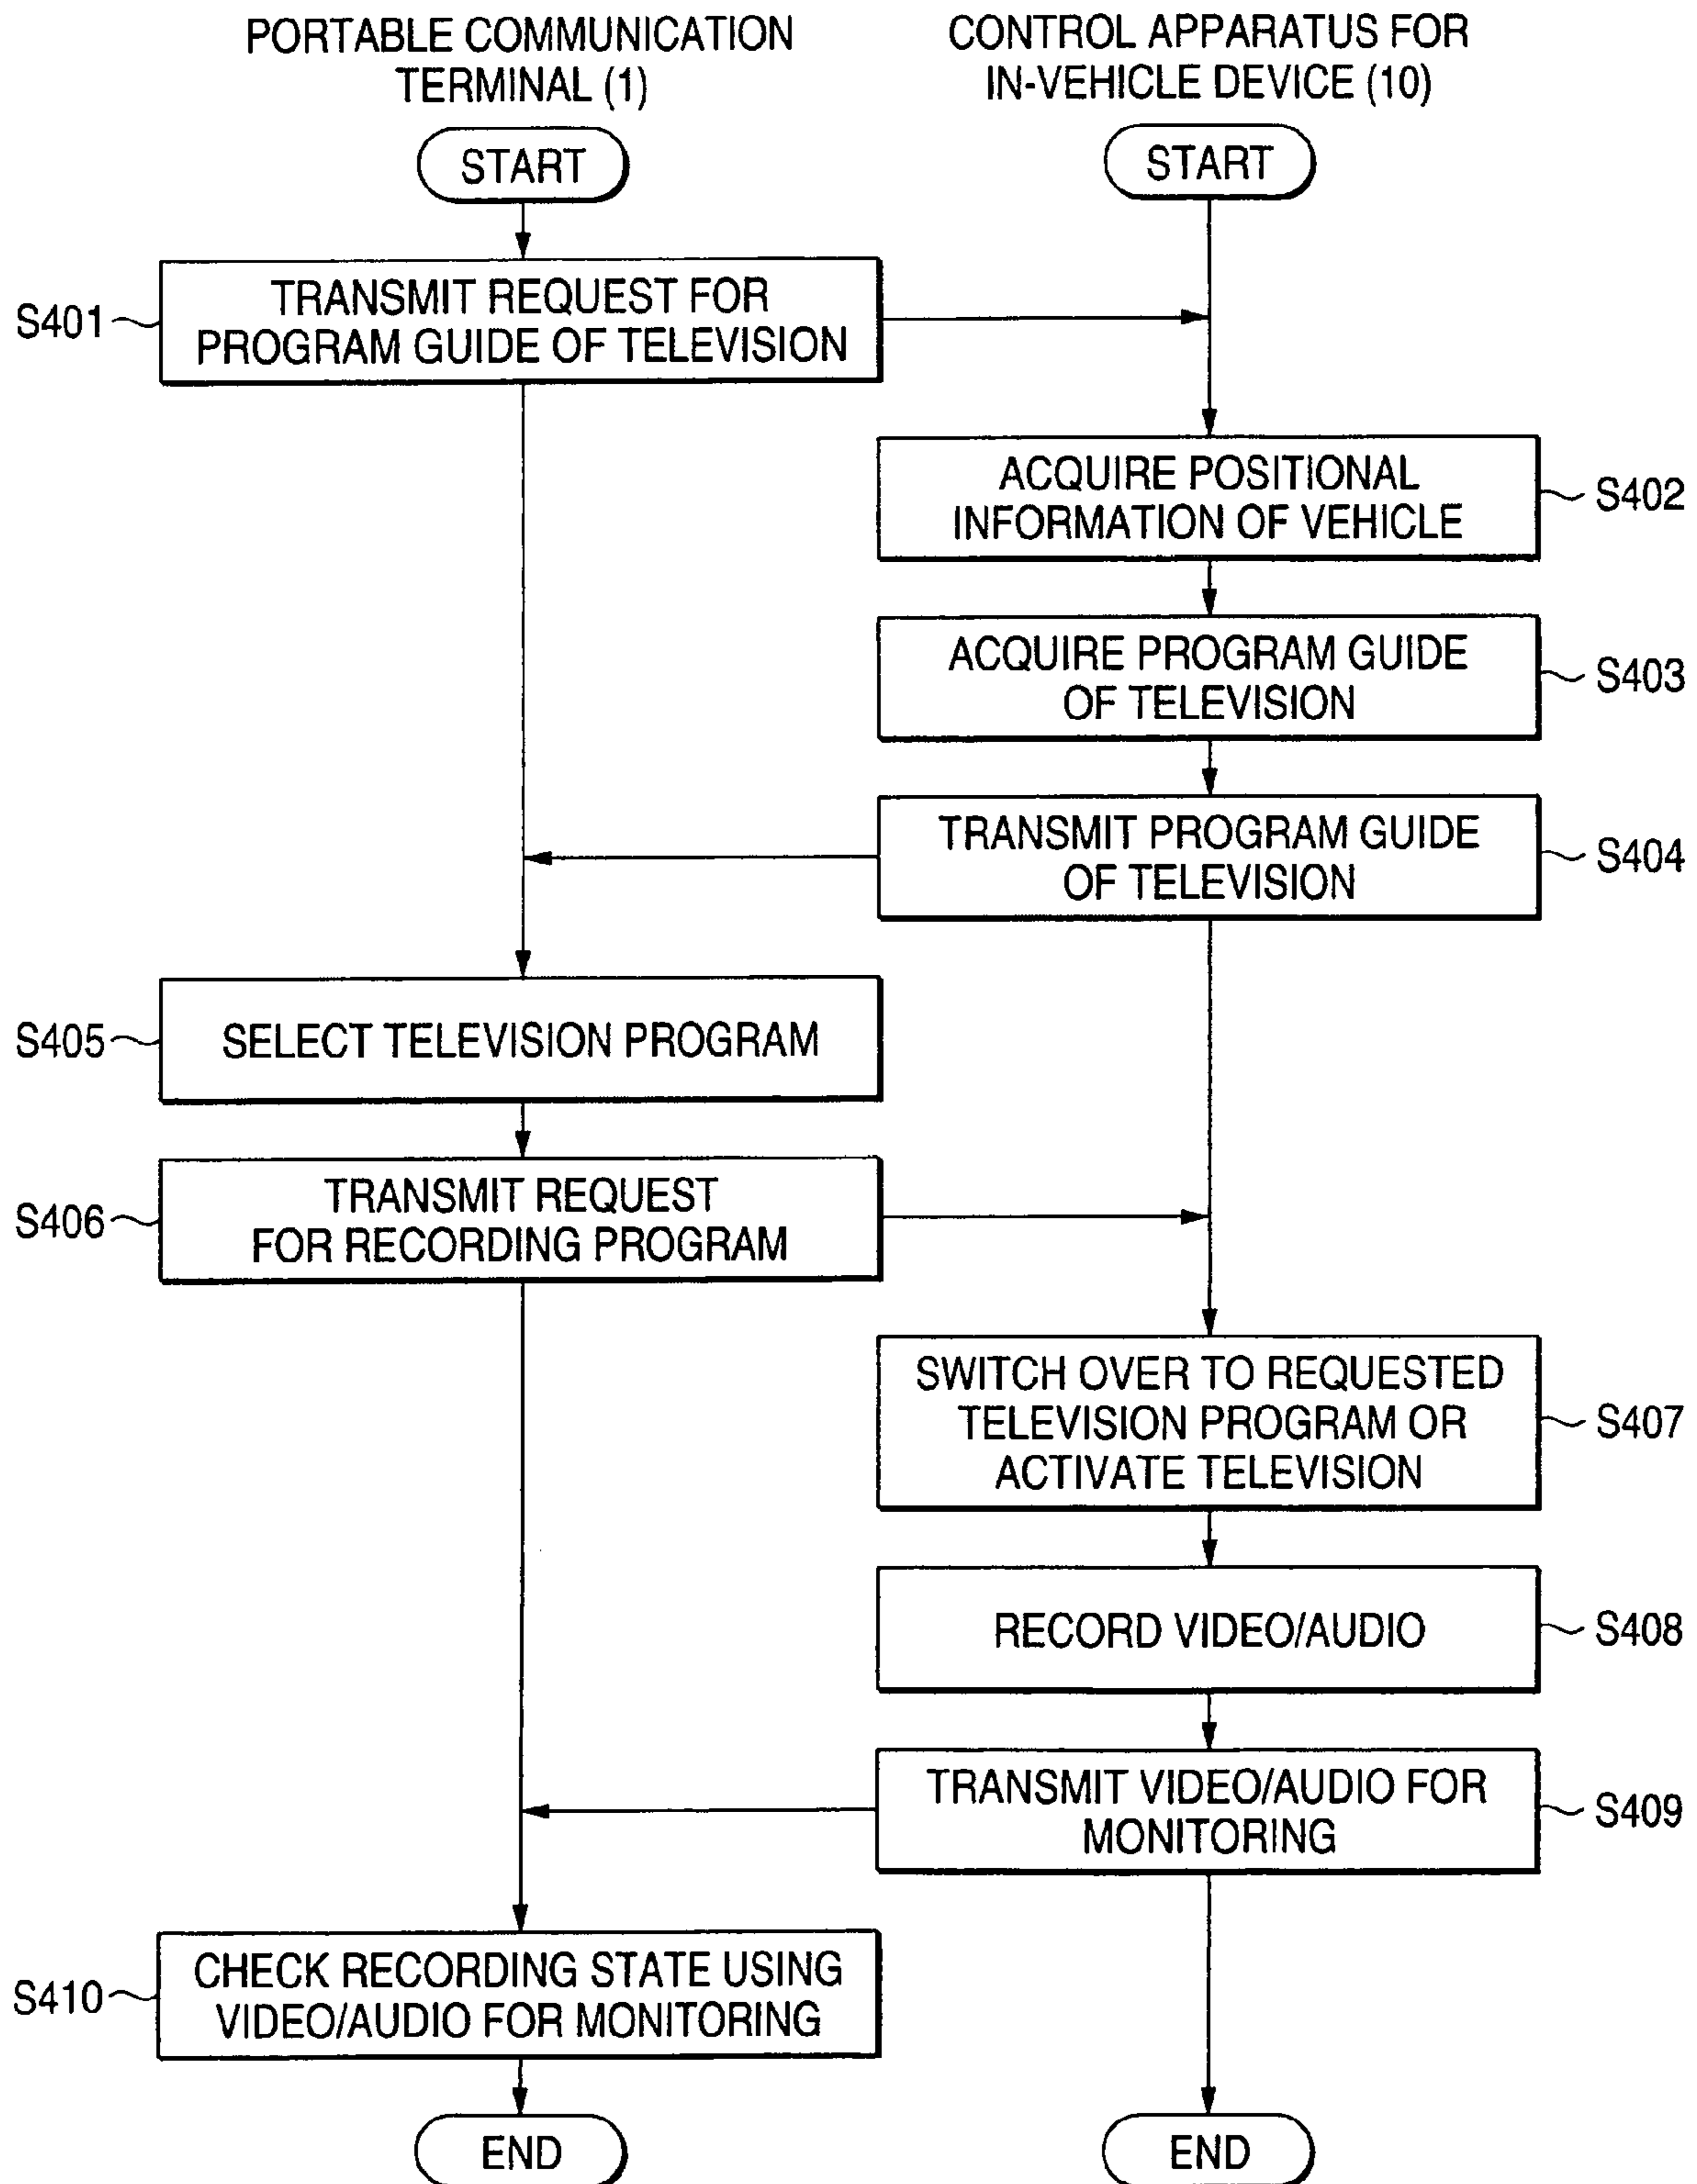 PORTABLE COMMUNICATION
TERMINAL (1)
CONTROL APPARATUS FOR
IN-VEHICLE DEVICE (10)
START
START
S401
TRANSMIT REQUEST FOR
PROGRAM GUIDE OF TELEVISION
ACQUIRE POSITIONAL
INFORMATION OF VEHICLE
S402
ACQUIRE PROGRAM GUIDE
OF TELEVISION
S403
TRANSMIT PROGRAM GUIDE
OF TELEVISION
S404
S405
SELECT TELEVISION PROGRAM
S406
TRANSMIT REQUEST
FOR RECORDING PROGRAM
SWITCH OVER TO REQUESTED
TELEVISION PROGRAM OR
ACTIVATE TELEVISION
S407
RECORD VIDEO/AUDIO
S408
TRANSMIT VIDEO/AUDIO FOR
MONITORING
S409
S410
CHECK RECORDING STATE USING
VIDEO/AUDIO FOR MONITORING
END
END